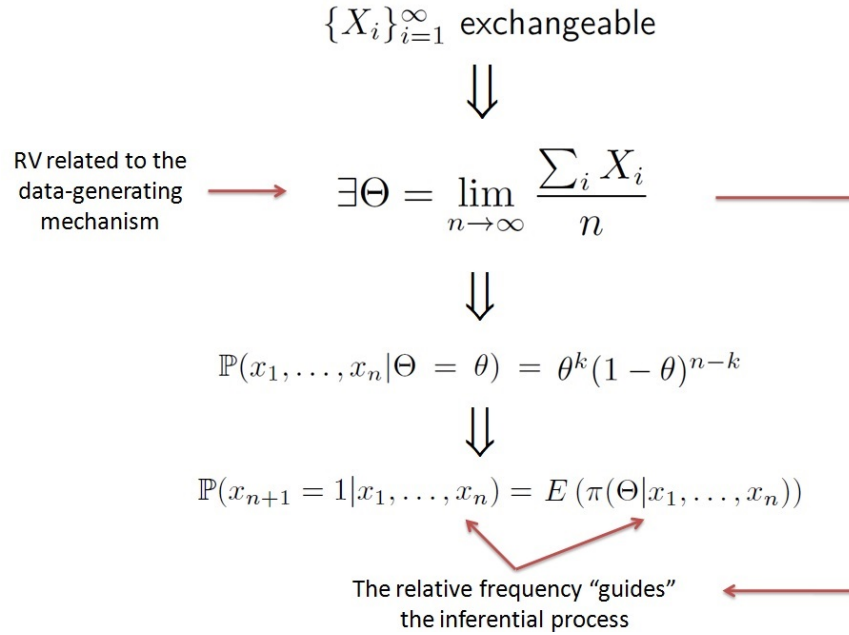 {X_i}_{i=1}^∞ exchangeable
⇓
RV related to the
data-generating
mechanism
∃Θ = lim_{n→∞} \frac{∑_i X_i}{n}
⇓
ℙ(x_1, . . . , x_n|Θ = θ) = θ^k(1 − θ)^{n−k}
⇓
ℙ(x_{n+1} = 1|x_1, . . . , x_n) = E (π(Θ|x_1, . . . , x_n))
The relative frequency “guides”
the inferential process